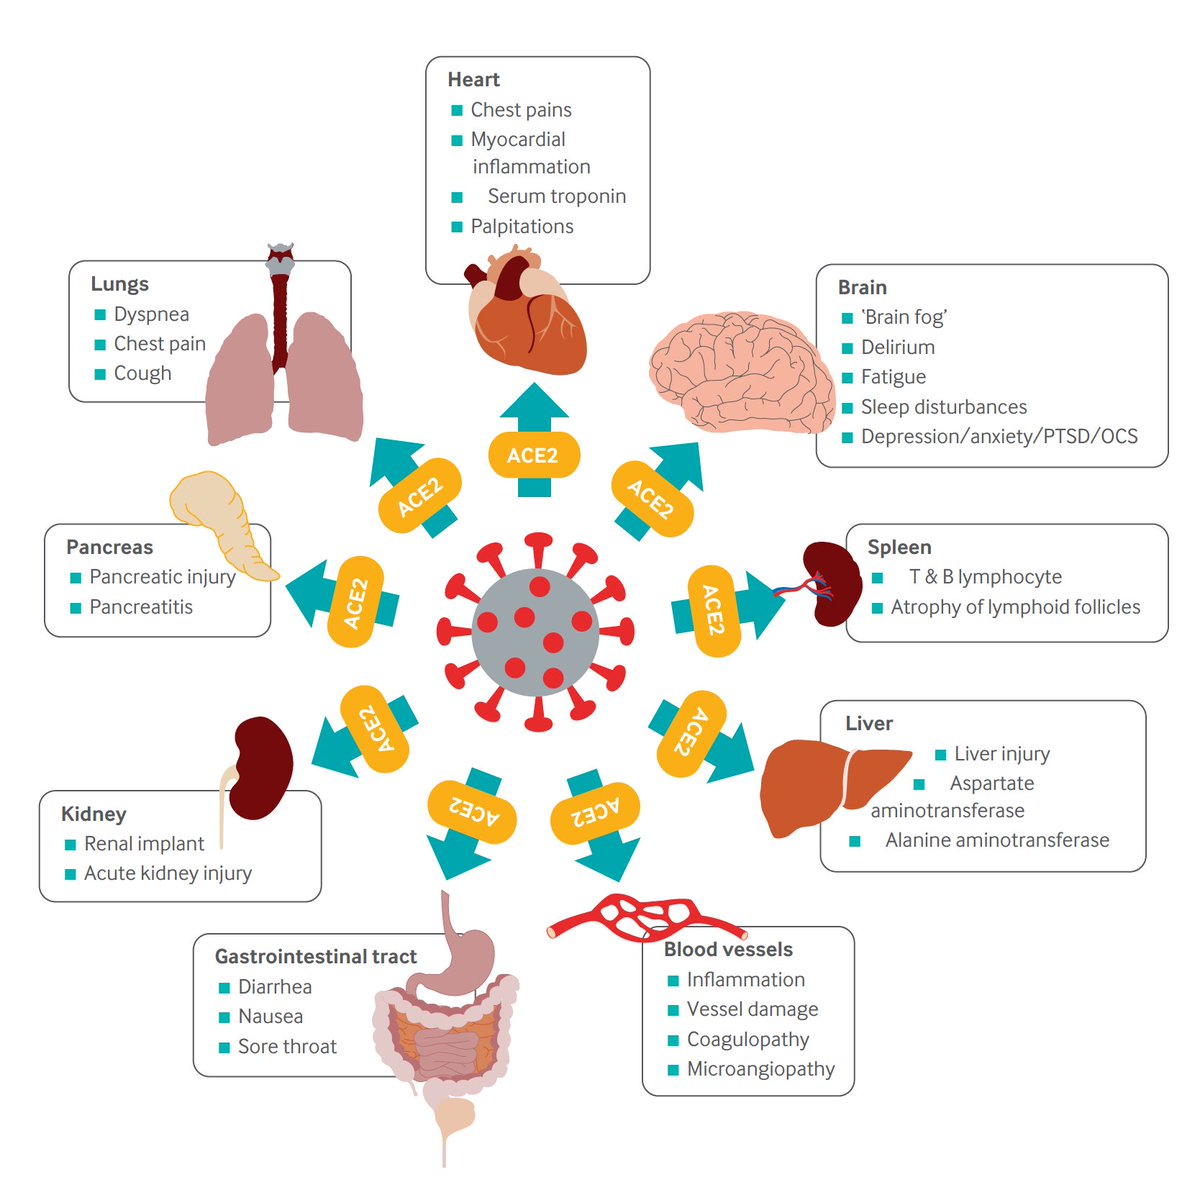 Heart
Chest pains
Myocardial
inflammation
Serum troponin
Palpitations
Lungs
Dyspnea
Chest pain
Cough
Brain
'Brain fog'
Delirium
Fatigue
Sleep disturbances
Depression/anxiety/PTSD/OCS
ACE2
ACE2
ACE2
Pancreas
Pancreatic injury
Pancreatitis
ACE2
ACE2
Spleen
T & B lymphocyte
Atrophy of lymphoid follicles
ACE2
ACE2
Liver
Liver injury
Aspartate
aminotransferase
Alanine aminotransferase
Kidney
Renal implant
Acute kidney injury
ACE2
ACE2
Gastrointestinal tract
Diarrhea
Nausea
Sore throat
Blood vessels
Inflammation
Vessel damage
Coagulopathy
Microangiopathy